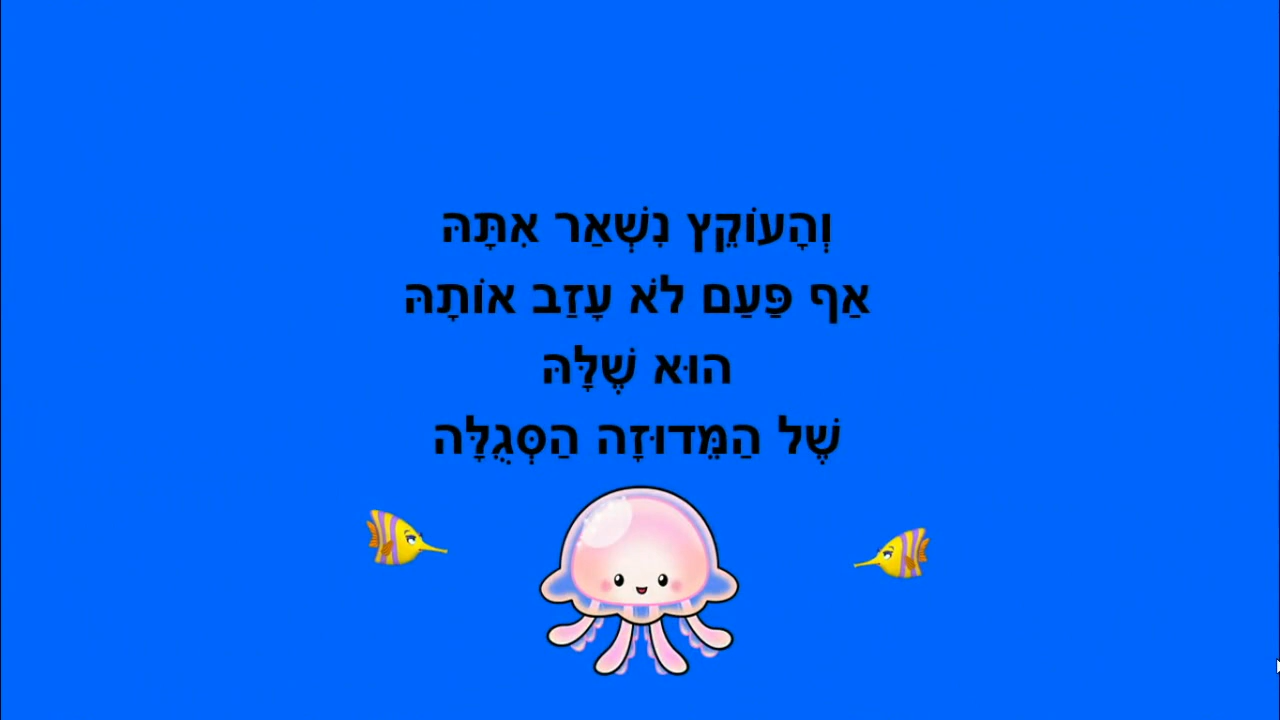 וְהָעוֹקֵץ נִשְׁאַר אִתָּהּ
אַף פַּעַם לֹא עָזַב אוֹתָהּ
הוּא שֶׁלָּהּ
שֶׁל הַמֵּדוּזָה הַסְּגֻלָּה